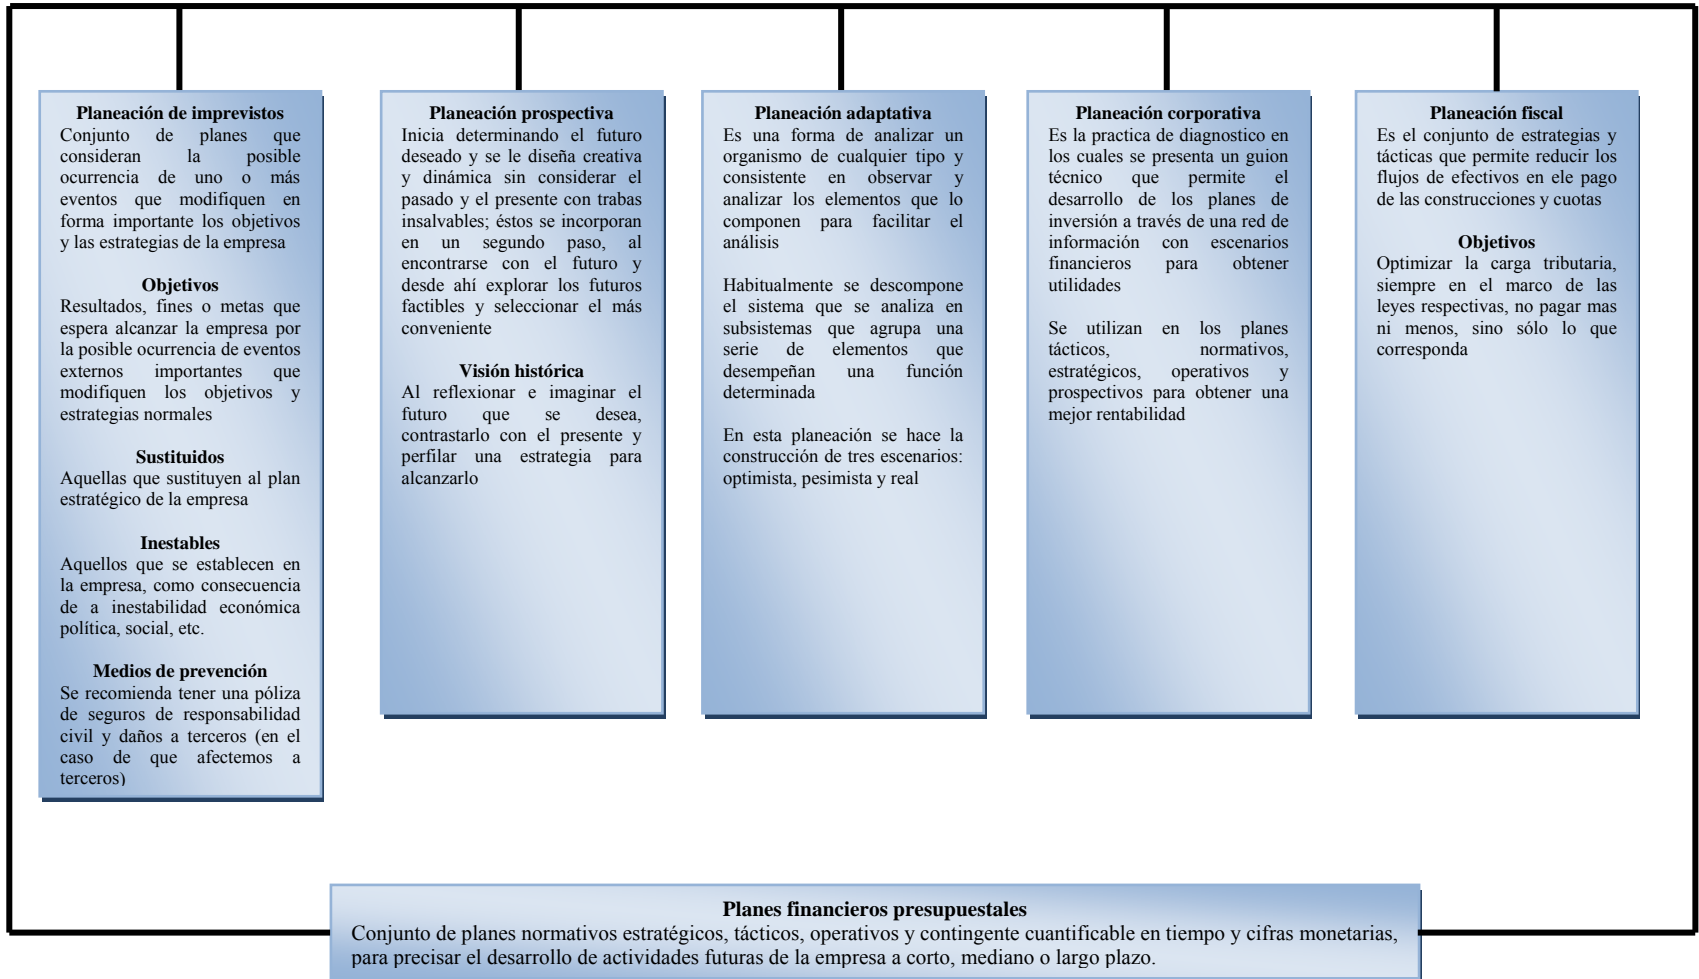 Planeación de imprevistos
Conjunto de planes que
consideran la posible
ocurrencia de uno o más
eventos que modifiquen en
forma importante los objetivos
y las estrategias de la empresa
Objetivos
Resultados, fines o metas que
espera alcanzar la empresa por
la posible ocurrencia de eventos
externos importantes que
modifiquen los objetivos y
estrategias normales
Sustituidos
Aquellas que sustituyen al plan
estratégico de la empresa
Inestables
Aquellos que se establecen en
la empresa, como consecuencia
de a inestabilidad económica
política, social, etc.
Medios de prevención
Se recomienda tener una póliza
de seguros de responsabilidad
civil y daños a terceros (en el
caso de que afectemos a
terceros)
Planeación prospectiva
Inicia determinando el futuro
deseado y se le diseña creativa
y dinámica sin considerar el
pasado y el presente con trabas
insalvables; éstos se incorporan
en un segundo paso, al
encontrarse con el futuro y
desde ahí explorar los futuros
factibles y seleccionar el más
conveniente
Visión histórica
Al reflexionar e imaginar el
futuro que se desea,
contrastarlo con el presente y
perfilar una estrategia para
alcanzarlo
Planeación adaptativa
Es una forma de analizar un
organismo de cualquier tipo y
consistente en observar y
analizar los elementos que lo
componen para facilitar el
análisis
Habitualmente se descompone
el sistema que se analiza en
subsistemas que agrupa una
serie de elementos que
desempeñan una función
determinada
En esta planeación se hace la
construcción de tres escenarios:
optimista, pesimista y real
Planeación corporativa
Es la practica de diagnostico en
los cuales se presenta un guion
técnico que permite el
desarrollo de los planes de
inversión a través de una red de
información con escenarios
financieros para obtener
utilidades
Se utilizan en los planes
tácticos, normativos,
estratégicos, operativos y
prospectivos para obtener una
mejor rentabilidad
Planeación fiscal
Es el conjunto de estrategias y
tácticas que permite reducir los
flujos de efectivos en ele pago
de las construcciones y cuotas
Objetivos
Optimizar la carga tributaria,
siempre en el marco de las
leyes respectivas, no pagar mas
ni menos, sino sólo lo que
corresponda
Planes financieros presupuestales
Conjunto de planes normativos estratégicos, tácticos, operativos y contingente cuantificable en tiempo y cifras monetarias,
para precisar el desarrollo de actividades futuras de la empresa a corto, mediano o largo plazo.